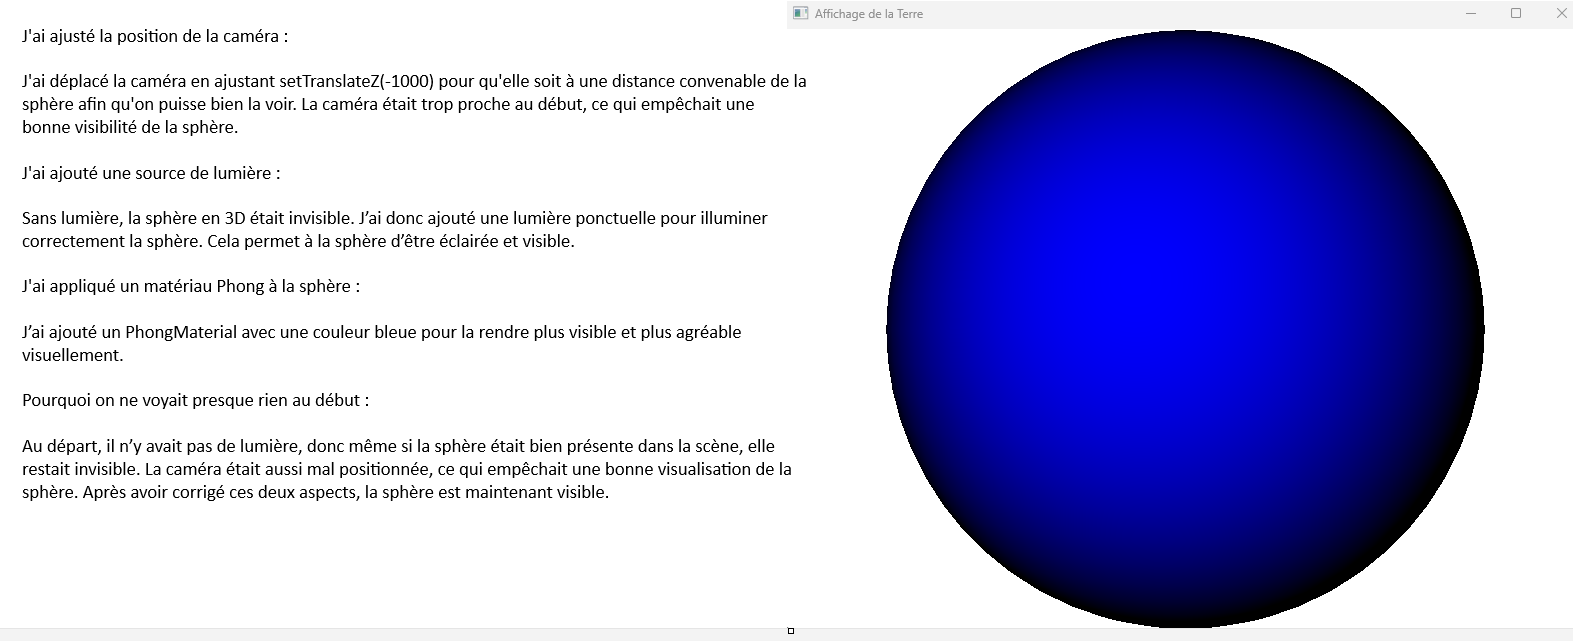 J'ai ajusté la position de la caméra :
J'ai déplacé la caméra en ajustant setTranslateZ(-1000) pour qu'elle soit à une distance convenable de la
sphère afin qu'on puisse bien la voir. La caméra était trop proche au début, ce qui empêchait une
bonne visibilité de la sphère.
J'ai ajouté une source de lumière :
Sans lumière, la sphère en 3D était invisible. J’ai donc ajouté une lumière ponctuelle pour illuminer
correctement la sphère. Cela permet à la sphère d’être éclairée et visible.
J'ai appliqué un matériau Phong à la sphère :
J’ai ajouté un PhongMaterial avec une couleur bleue pour la rendre plus visible et plus agréable
visuellement.
Pourquoi on ne voyait presque rien au début :
Au départ, il n’y avait pas de lumière, donc même si la sphère était bien présente dans la scène, elle
restait invisible. La caméra était aussi mal positionnée, ce qui empêchait une bonne visualisation de la
sphère. Après avoir corrigé ces deux aspects, la sphère est maintenant visible.
Affichage de la Terre